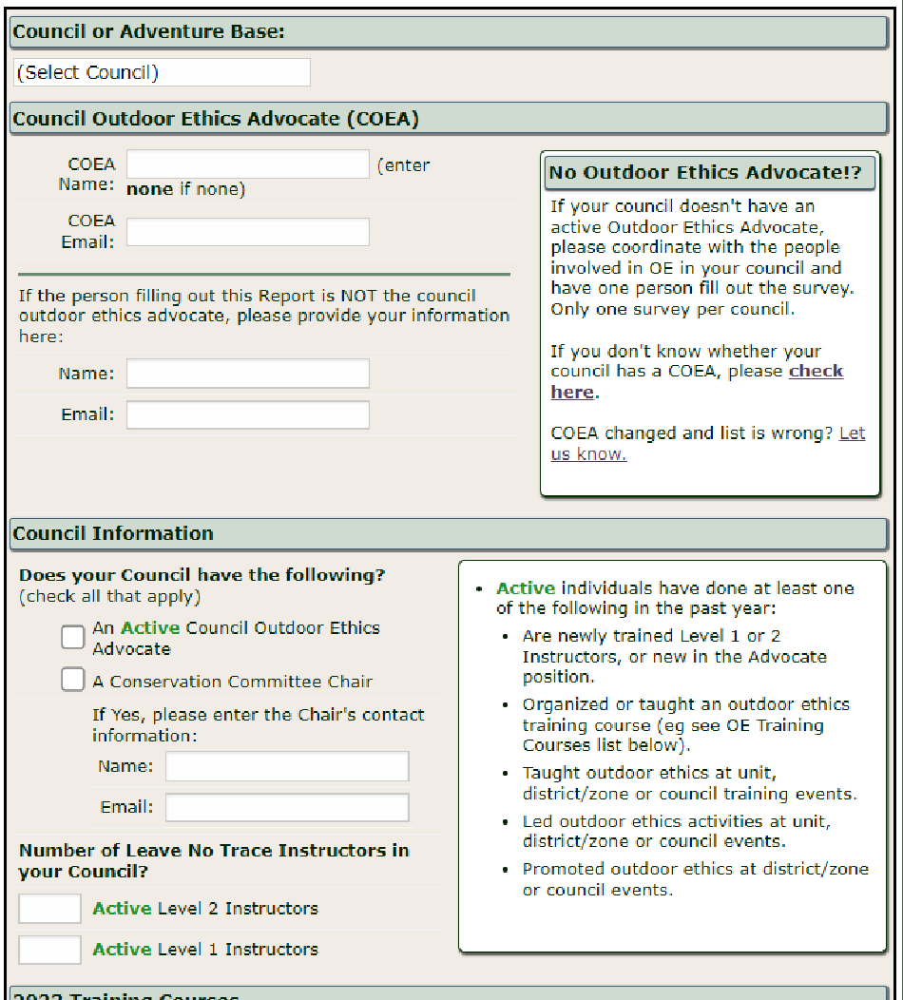 Council or Adventure Base:
(Select Council)
Council Outdoor Ethics Advocate (COEA)
COEA
Name:
(enter
none if none)
COEA
Email:
If the person filling out this Report is NOT the council
outdoor ethics advocate, please provide your information
here:
Name:
Email:
No Outdoor Ethics Advocate!?
If your council doesn't have an
active Outdoor Ethics Advocate,
please coordinate with the people
involved in OE in your council and
have one person fill out the survey.
Only one survey per council.
If you don't know whether your
council has a COEA, please check
here.
COEA changed and list is wrong? Let
us know.
Council Information
Does your Council have the following?
(check all that apply)
An Active Council Outdoor Ethics
Advocate
A Conservation Committee Chair
If Yes, please enter the Chair's contact
information:
Name:
Email:
Number of Leave No Trace Instructors in
your Council?
Active Level 2 Instructors
Active Level 1 Instructors
• Active individuals have done at least one
of the following in the past year:
• Are newly trained Level 1 or 2
Instructors, or new in the Advocate
position.
• Organized or taught an outdoor ethics
training course (eg see OE Training
Courses list below).
• Taught outdoor ethics at unit,
district/zone or council training events.
• Led outdoor ethics activities at unit,
district/zone or council events.
• Promoted outdoor ethics at district/zone
or council events.
Training Courses